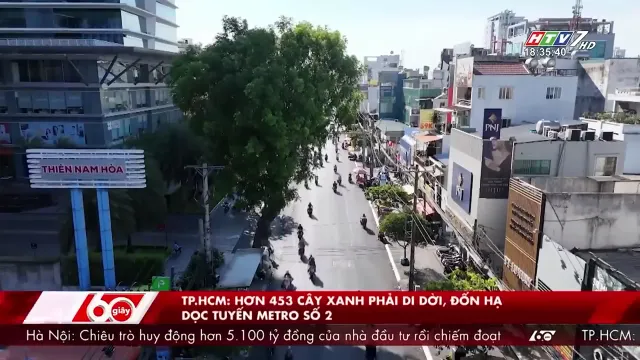 HTV7 HD
18:35:40
THIÊN NAM HÒA
PNJ
60 giây
TP.HCM: HƠN 453 CÂY XANH PHẢI DI DỜI, ĐỐN HẠ
DỌC TUYẾN METRO SỐ 2
Hà Nội: Chiêu trò huy động hơn 5.100 tỷ đồng của nhà đầu tư rồi chiếm đoạt
60
TP.HCM: